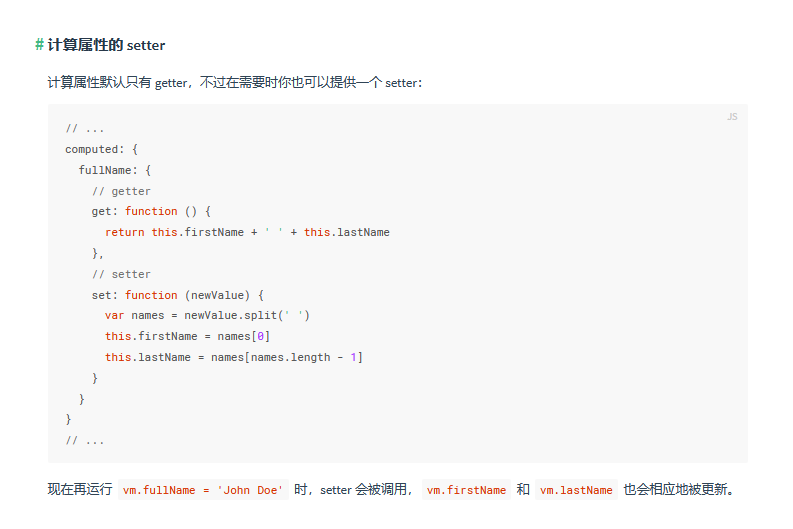 # 计算属性的 setter
计算属性默认只有 getter，不过在需要时你也可以提供一个 setter：
JS
// ...
computed: {
  fullName: {
    // getter
    get: function () {
      return this.firstName + ' ' + this.lastName
    },
    // setter
    set: function (newValue) {
      var names = newValue.split(' ')
      this.firstName = names[0]
      this.lastName = names[names.length - 1]
    }
  }
}
// ...
现在再运行 vm.fullName = 'John Doe' 时，setter 会被调用，vm.firstName 和 vm.lastName 也会相应地被更新。